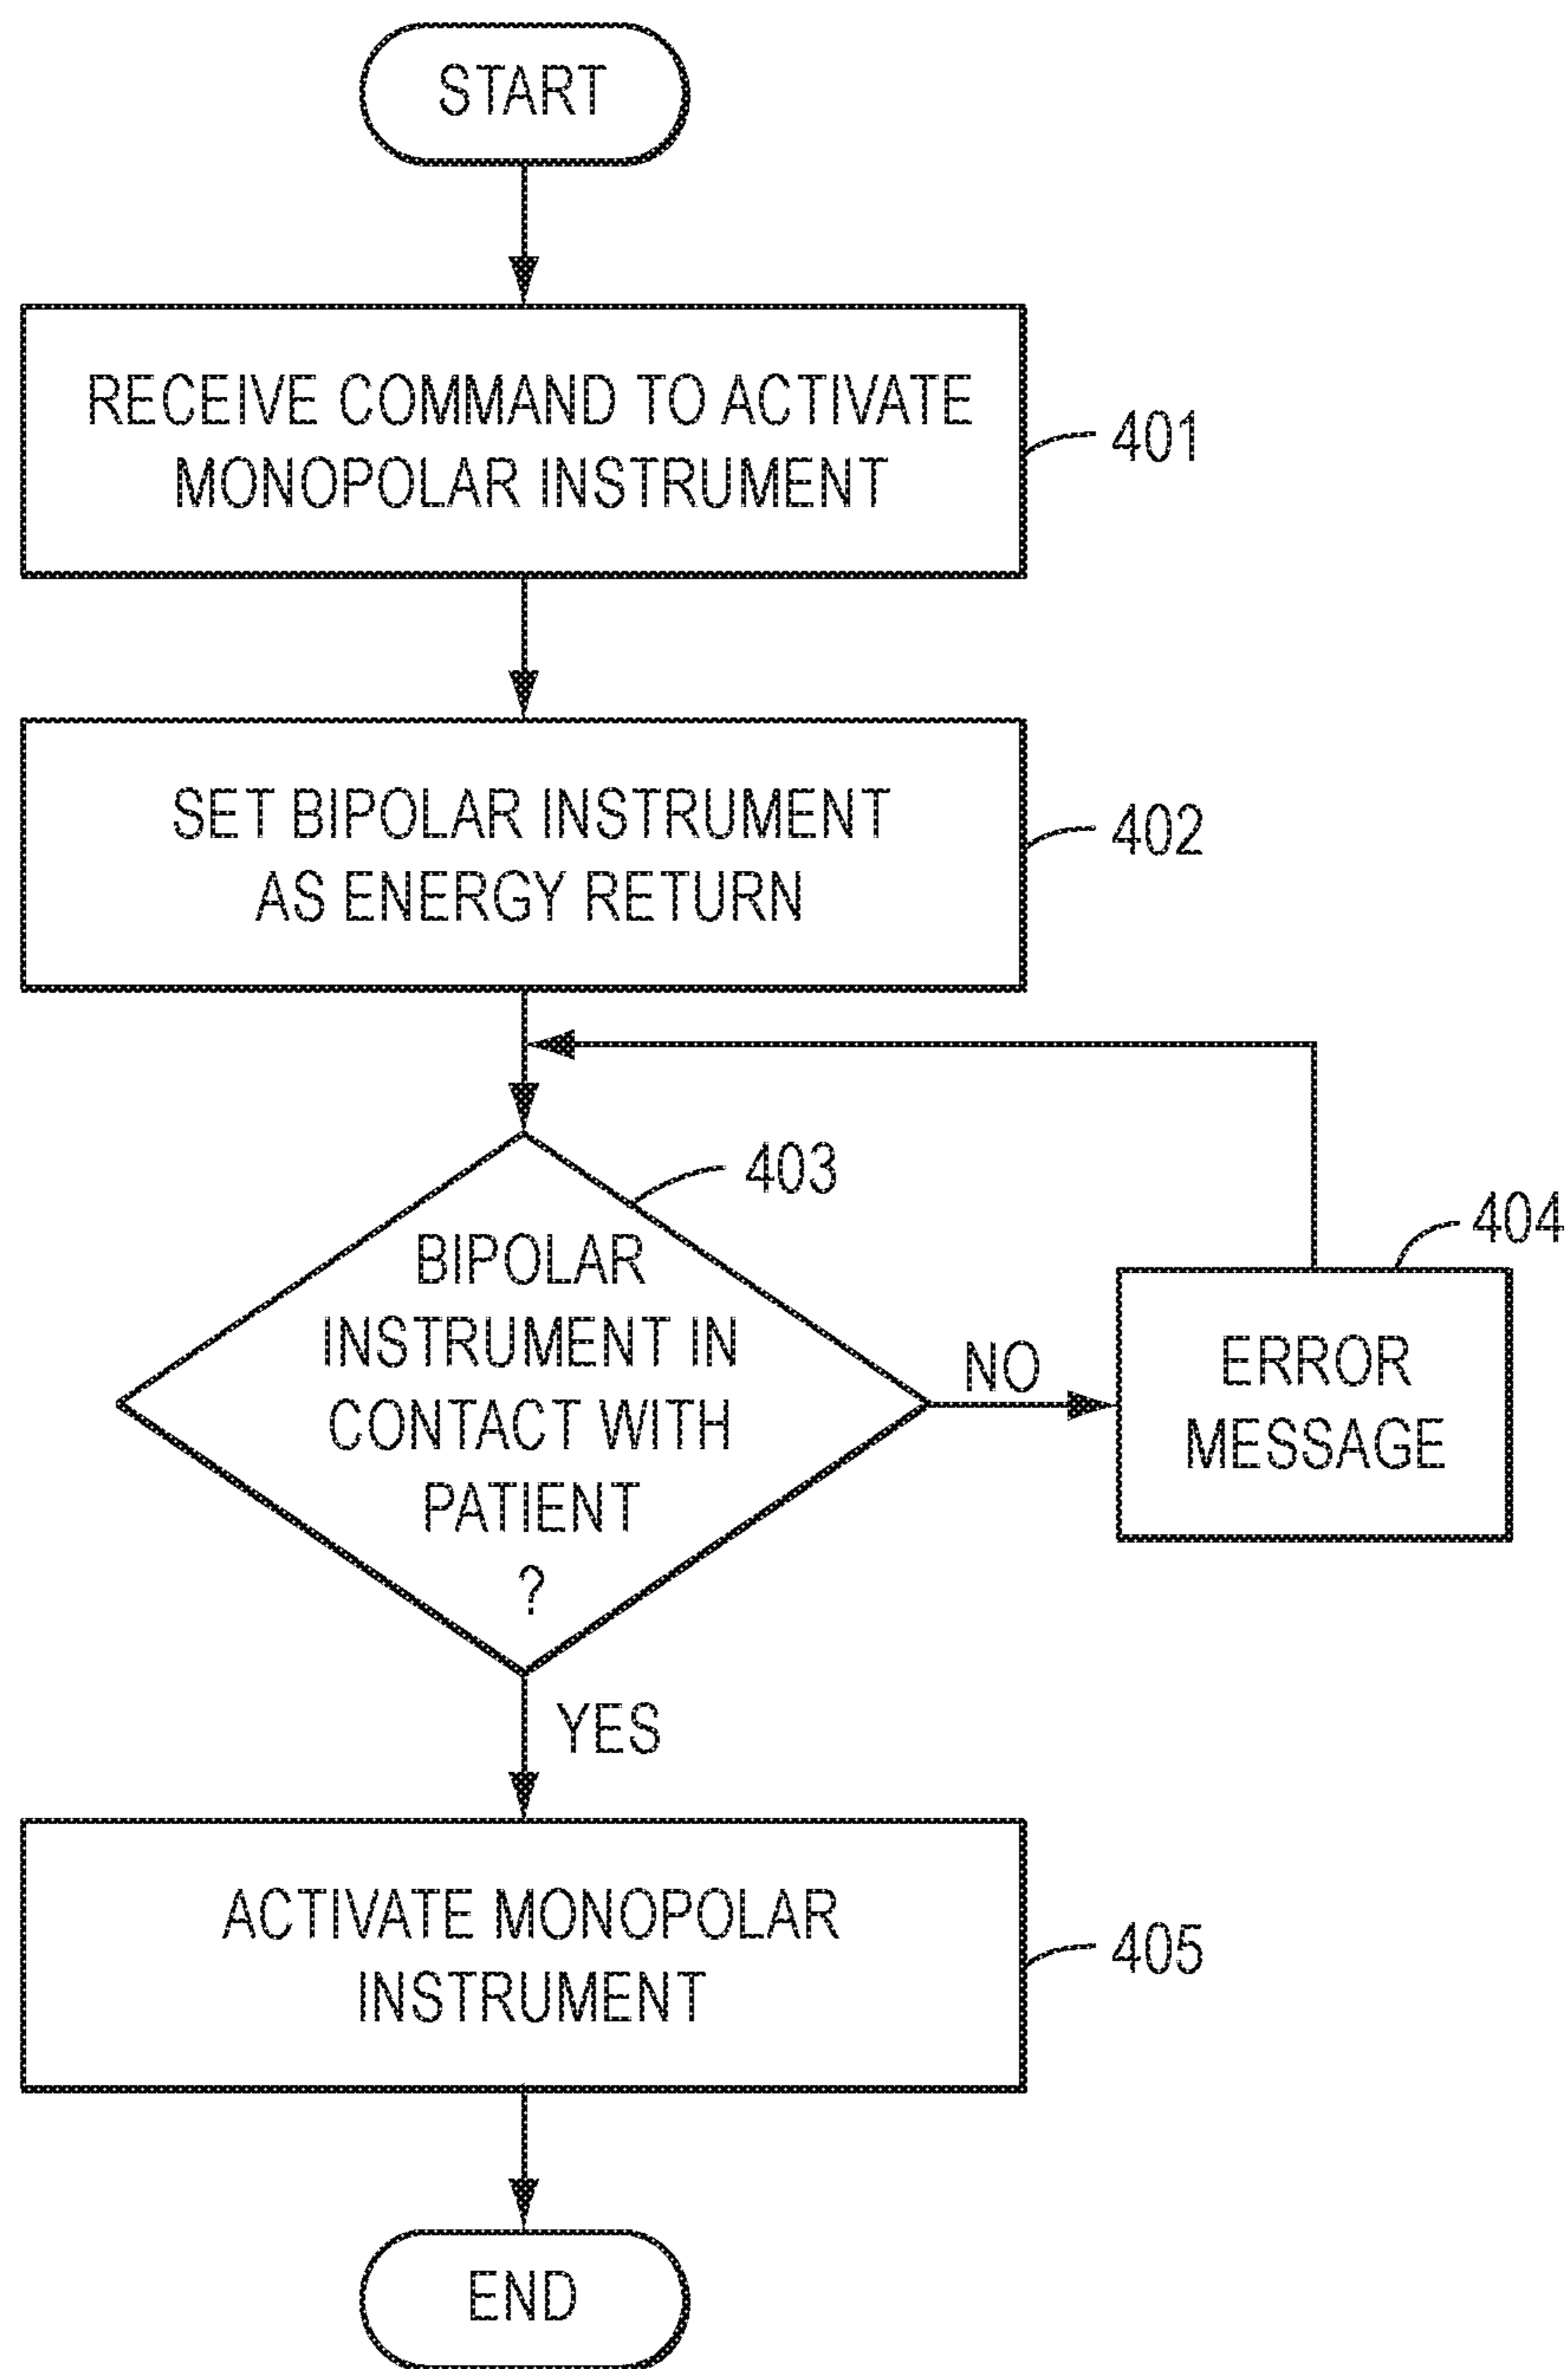 START
RECEIVE COMMAND TO ACTIVATE
MONOPOLAR INSTRUMENT
401
SET BIPOLAR INSTRUMENT
AS ENERGY RETURN
402
403
BIPOLAR
INSTRUMENT IN
CONTACT WITH
PATIENT
?
NO
404
ERROR
MESSAGE
YES
ACTIVATE MONOPOLAR
INSTRUMENT
405
END